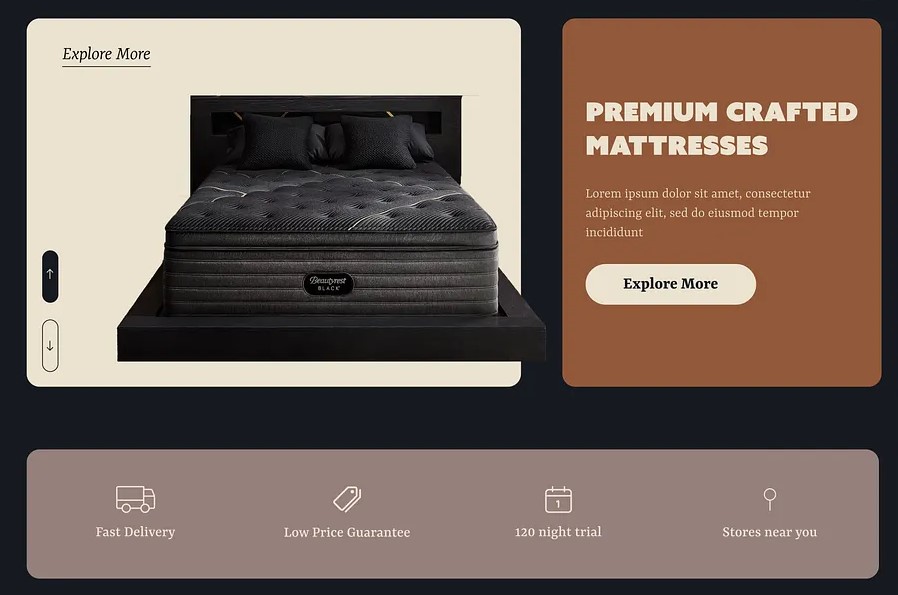 Explore More
PREMIUM CRAFTED
MATTRESSES
Lorem ipsum dolor sit amet, consectetur
adipiscing elit, sed do eiusmod tempor
incididunt
Explore More
Beautyrest
BLACK
1
Fast Delivery
Low Price Guarantee
120 night trial
Stores near you